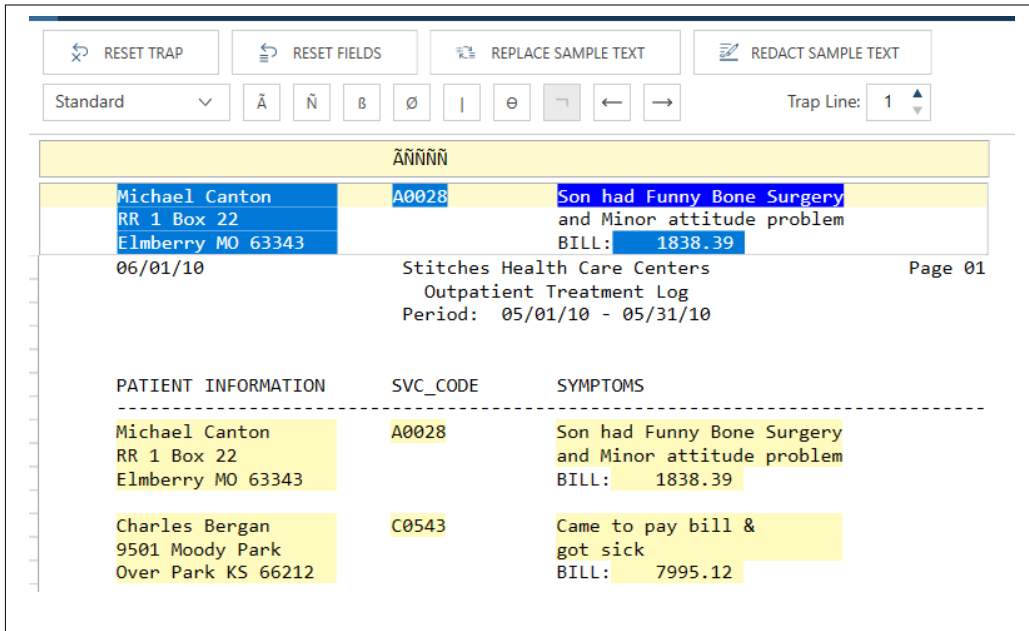 RESET TRAP RESET FIELDS REPLACE SAMPLE TEXT REDACT SAMPLE TEXT
Standard Ã Ñ ß Ø | ɵ ¬ ← → Trap Line: 1
ÃÑÑÑÑ
Michael Canton A0028 Son had Funny Bone Surgery
RR 1 Box 22 and Minor attitude problem
Elmberry MO 63343 BILL: 1838.39
06/01/10 Stitches Health Care Centers Page 01
Outpatient Treatment Log
Period: 05/01/10 - 05/31/10
PATIENT INFORMATION SVC_CODE SYMPTOMS
-------------------------------------------------------------------------------
Michael Canton A0028 Son had Funny Bone Surgery
RR 1 Box 22 and Minor attitude problem
Elmberry MO 63343 BILL: 1838.39
Charles Bergan C0543 Came to pay bill &
9501 Moody Park got sick
Over Park KS 66212 BILL: 7995.12